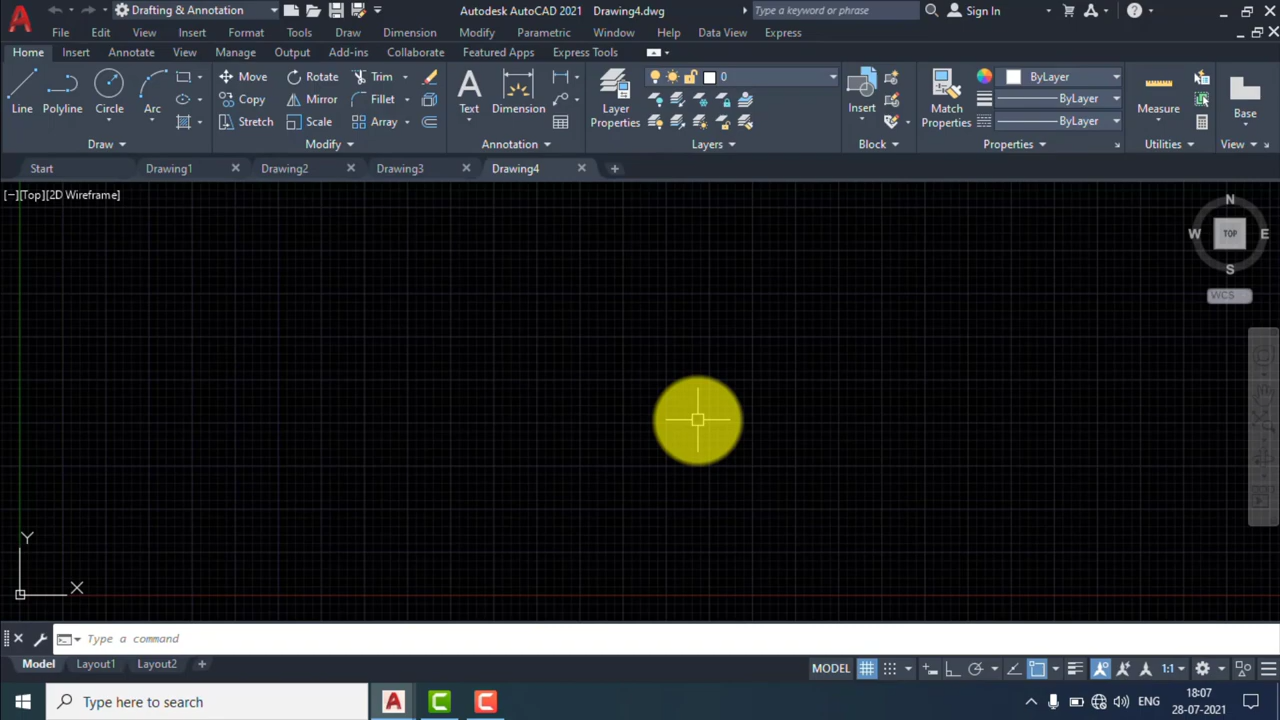 Drafting & Annotation
Autodesk AutoCAD 2021 Drawing4.dwg
Type a keyword or phrase
Sign In
File Edit View Insert Format Tools Draw Dimension Modify Parametric Window Help Data View Express
Home Insert Annotate View Manage Output Add-ins Collaborate Featured Apps Express Tools
Line
Polyline
Circle
Arc
Move Rotate Trim
Copy Mirror Fillet
Stretch Scale Array
Text
Dimension
Layer
Properties
0
Insert
Match
Properties
ByLayer
ByLayer
ByLayer
Measure
Base
Draw Modify Annotation Layers Block Properties Utilities View
Start Drawing1 Drawing2 Drawing3 Drawing4
[−][Top][2D Wireframe]
N
W TOP E
S
WCS
Y
X
Type a command
Model Layout1 Layout2
MODEL 1:1
Type here to search
ENG
18:07
28-07-2021